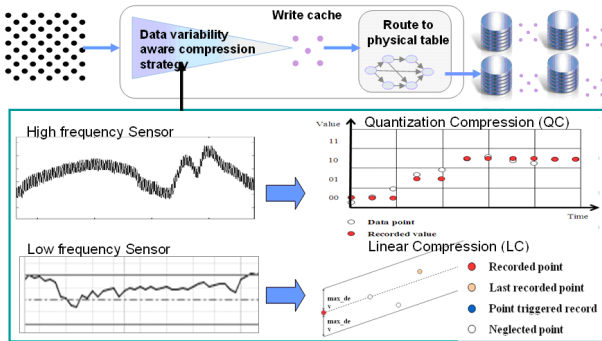 Data variability
aware compression
strategy
Write cache
Route to
physical table
High frequency Sensor
Quantization Compression (QC)
Value
11
10
01
00
Time
Data point
Recorded value
Low frequency Sensor
Linear Compression (LC)
max_de
v
max_de
v
Recorded point
Last recorded point
Point triggered record
Neglected point